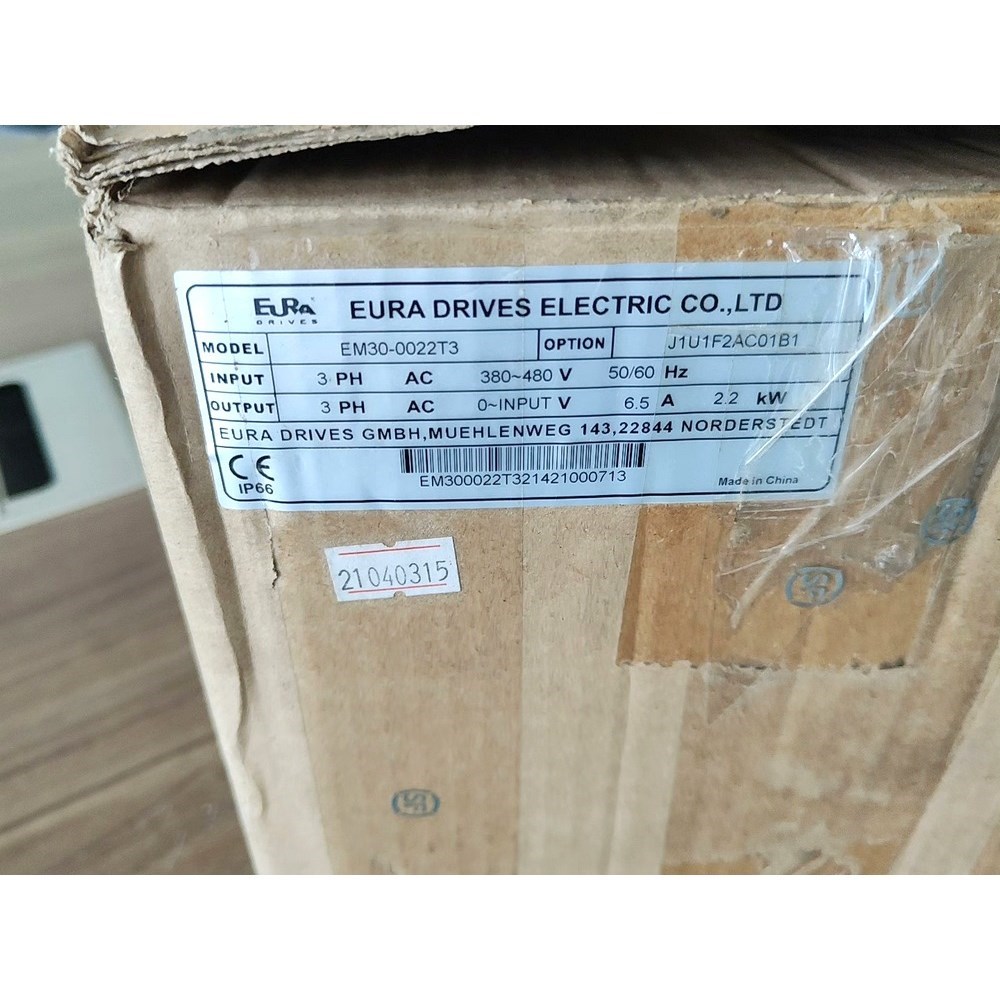 EURA DRIVES EURA DRIVES ELECTRIC CO.,LTD
MODEL EM30-0022T3 OPTION J1U1F2AC01B1
INPUT 3 PH AC 380~480 V 50/60 Hz
OUTPUT 3 PH AC 0~INPUT V 6.5 A 2.2 kW
EURA DRIVES GMBH,MUEHLENWEG 143,22844 NORDERSTEDT
CE
IP66
EM300022T321421000713
Made in China
21040315